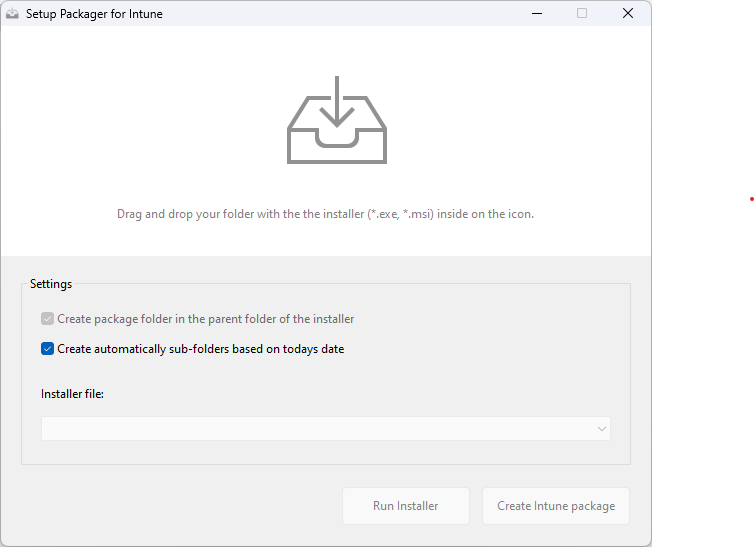 Setup Packager for Intune
Drag and drop your folder with the the installer (*.exe, *.msi) inside on the icon.
Settings
Create package folder in the parent folder of the installer
Create automatically sub-folders based on todays date
Installer file:
Run Installer
Create Intune package